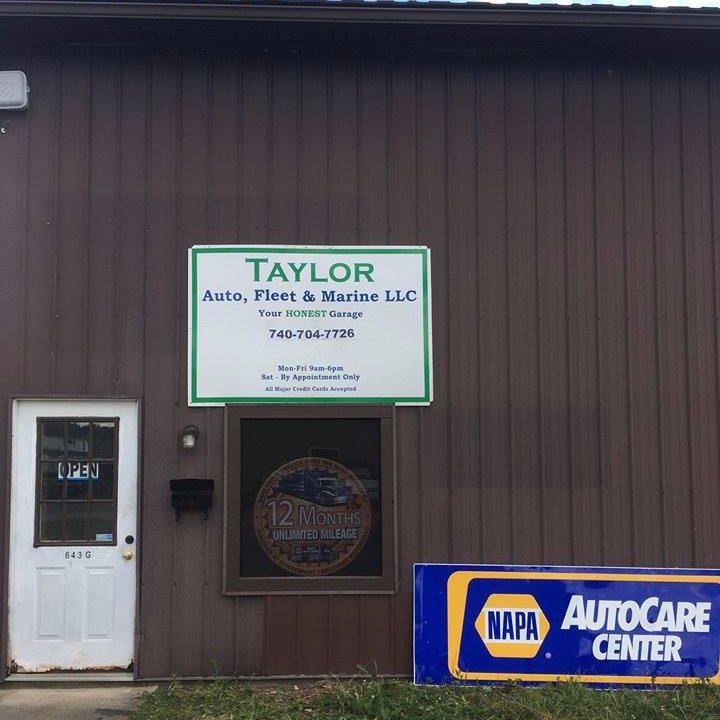 TAYLOR
Auto, Fleet & Marine LLC
Your HONEST Garage
740-704-7726
Mon-Fri 9am-6pm
Sat - By Appointment Only
All Major Credit Cards Accepted
OPEN
643G
12 MONTHS
UNLIMITED MILEAGE
NAPA
AUTOCARE
CENTER